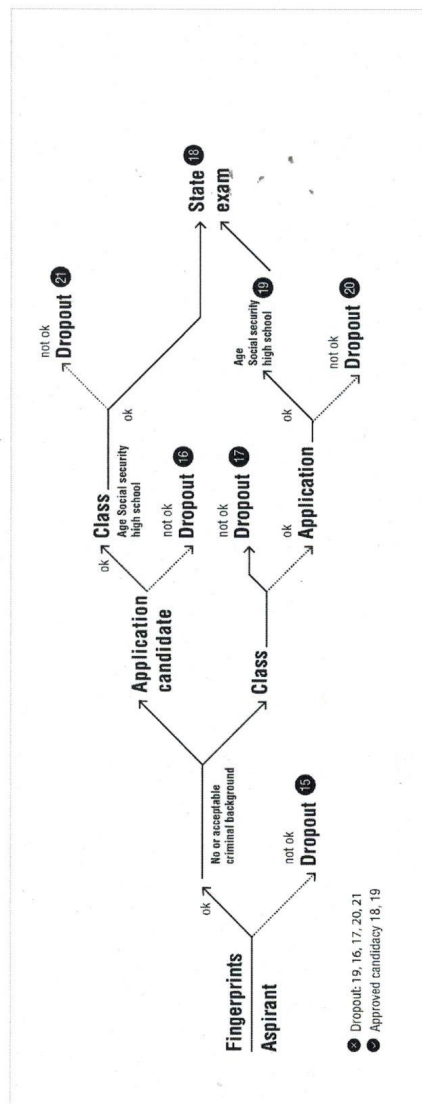 Fingerprints
Aspirant
ok
not ok
Dropout 15
No or acceptable
criminal background
Application
candidate
ok
Class
Age Social security
high school
not ok
Dropout 16
ok
not ok
Dropout 21
Class
not ok
Dropout 17
ok
Application
ok
Age
Social security
high school
19
not ok
Dropout 20
State 18
exam
Dropout: 19, 16, 17, 20, 21
Approved candidacy 18, 19